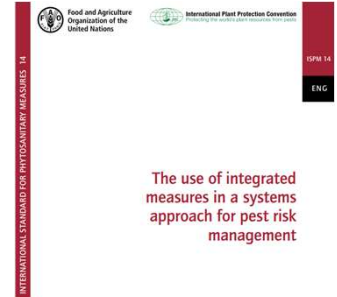 Food and Agriculture
Organization of the
United Nations
International Plant Protection Convention
Protecting the world's plant resources from pests
ISPM 14
ENG
INTERNATIONAL STANDARD FOR PHYTOSANITARY MEASURES 14
The use of integrated
measures in a systems
approach for pest risk
management